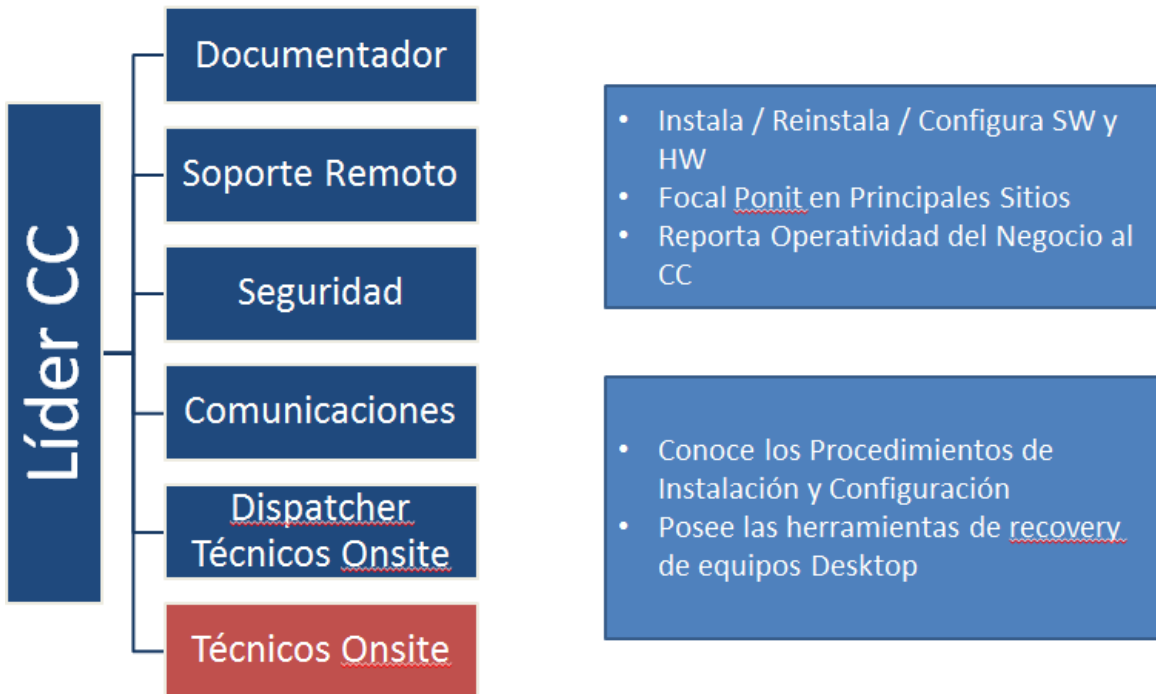 Líder CC
Documentador
Soporte Remoto
Seguridad
Comunicaciones
Dispatcher
Técnicos Onsite
Técnicos Onsite
• Instala / Reinstala / Configura SW y
HW
• Focal Ponit en Principales Sitios
• Reporta Operatividad del Negocio al
CC
• Conoce los Procedimientos de
Instalación y Configuración
• Posee las herramientas de recovery
de equipos Desktop